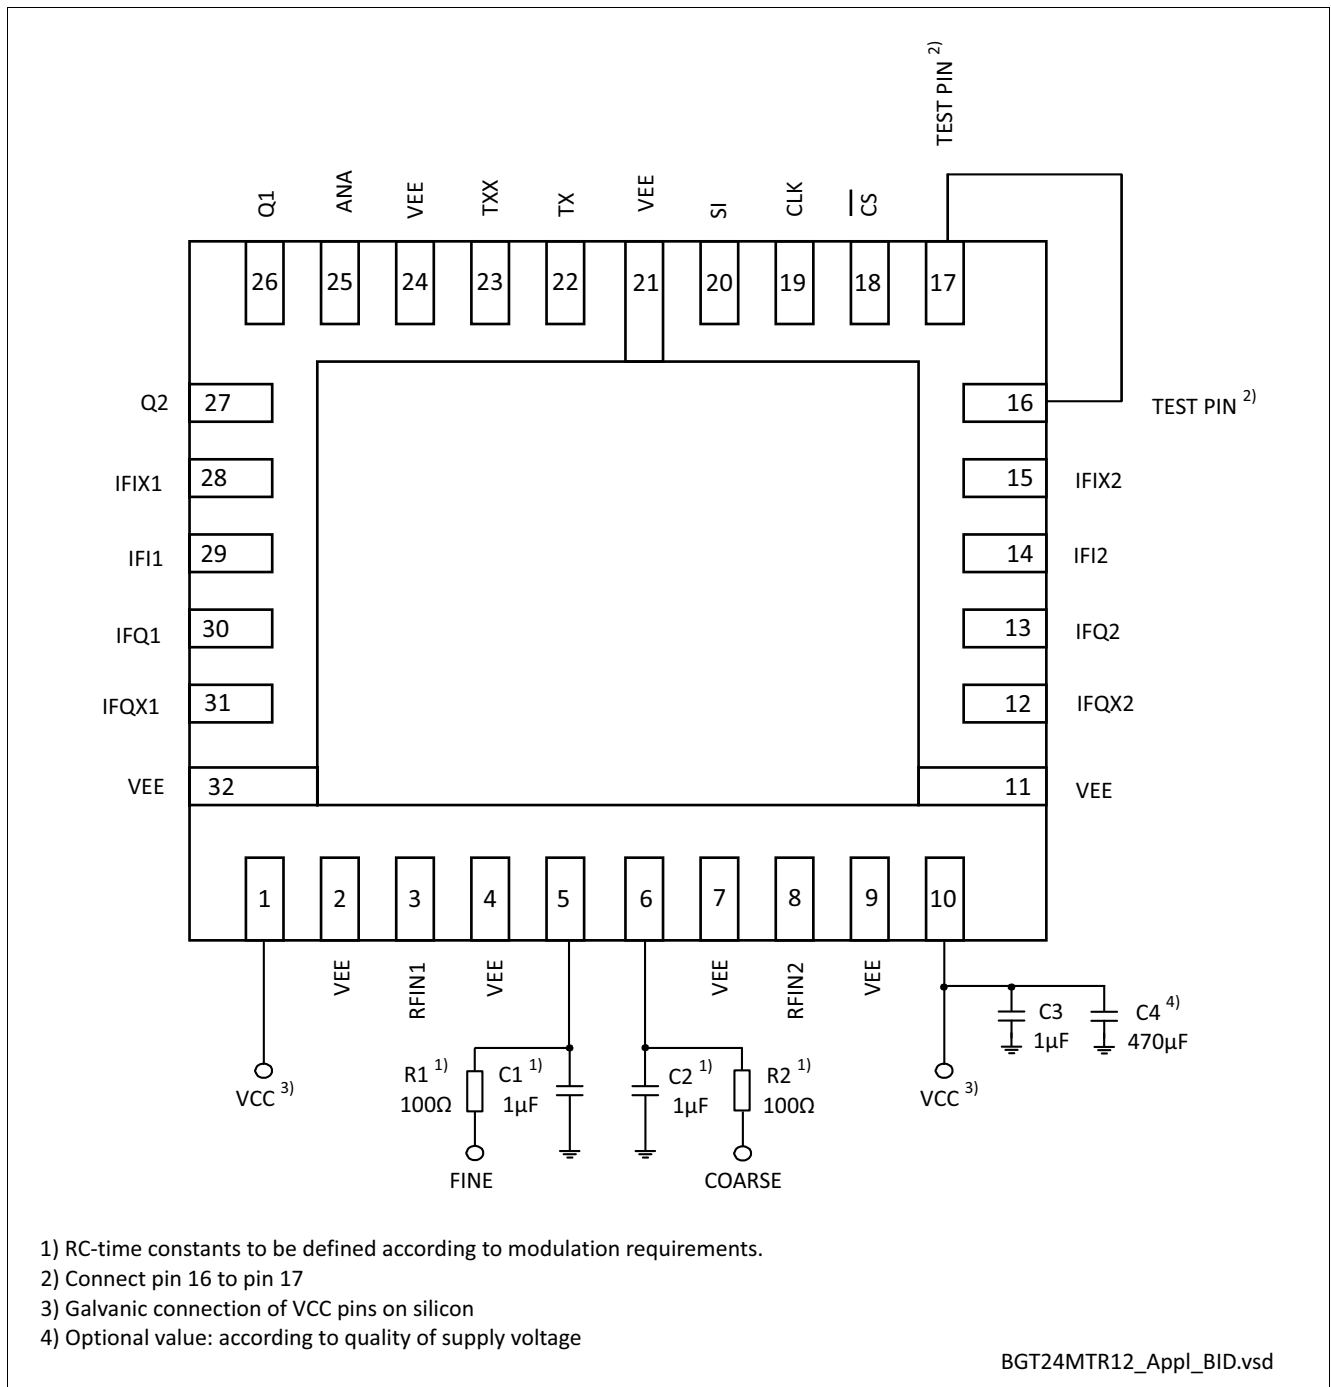 TEST PIN 2)
Q1
ANA
VEE
TXX
TX
VEE
SI
CLK
CS
26
25
24
23
22
21
20
19
18
17
Q2
27
16
TEST PIN 2)
IFIX1
28
15
IFIX2
IFI1
29
14
IFI2
IFQ1
30
13
IFQ2
IFQX1
31
12
IFQX2
VEE
32
11
VEE
1
2
3
4
5
6
7
8
9
10
VEE
RFIN1
VEE
VEE
RFIN2
VEE
C3
1µF
C4 4)
470µF
VCC 3)
R1 1)
100Ω
C1 1)
1µF
C2 1)
1µF
R2 1)
100Ω
VCC 3)
FINE
COARSE
1) RC-time constants to be defined according to modulation requirements.
2) Connect pin 16 to pin 17
3) Galvanic connection of VCC pins on silicon
4) Optional value: according to quality of supply voltage
BGT24MTR12_Appl_BID.vsd